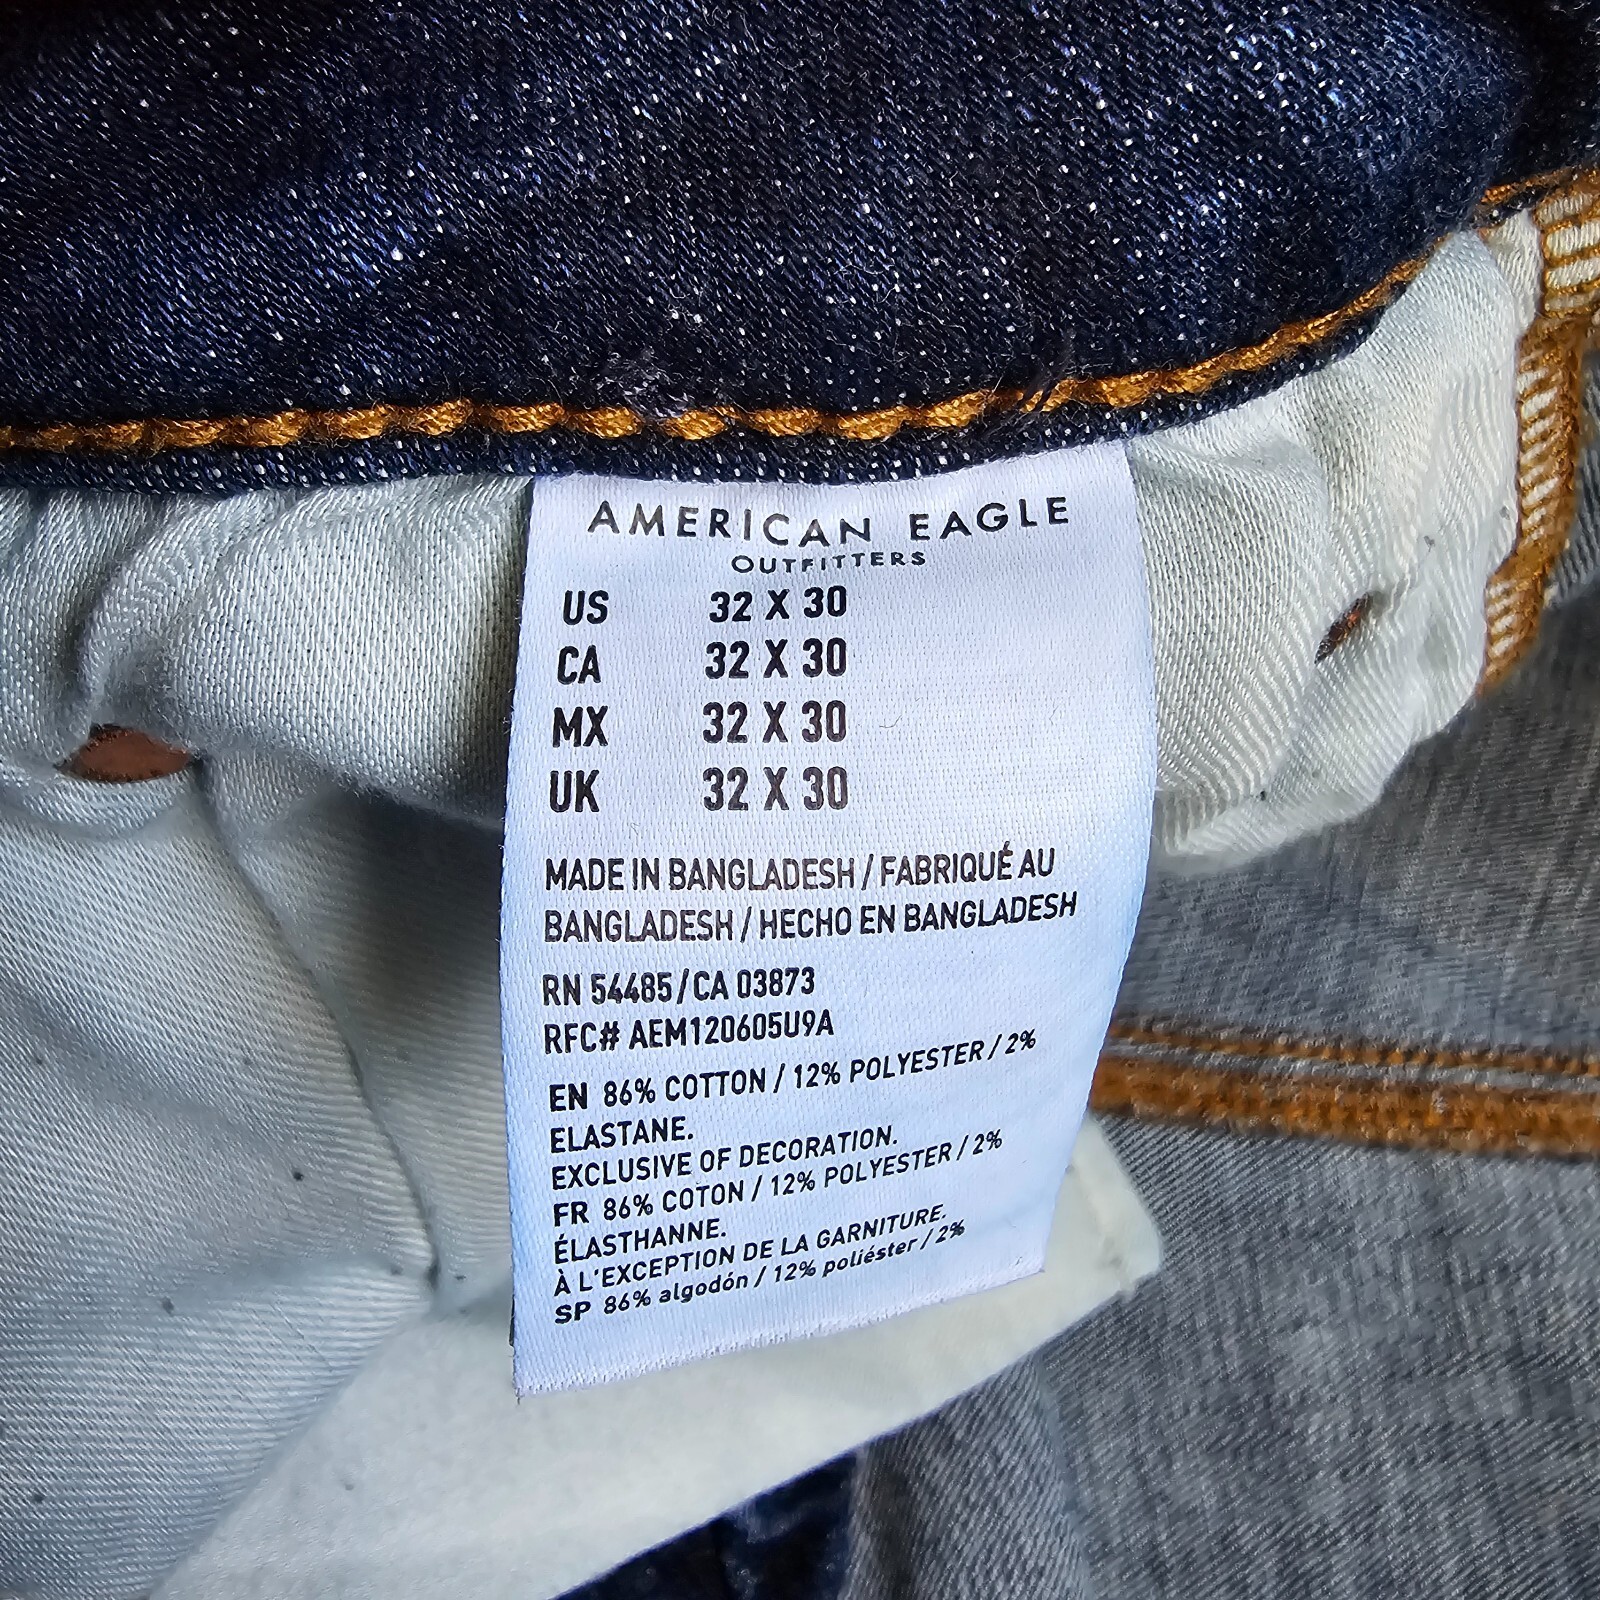 AMERICAN EAGLE
OUTFITTERS
US 32 X 30
CA 32 X 30
MX 32 X 30
UK 32 X 30
MADE IN BANGLADESH / FABRIQUÉ AU
BANGLADESH / HECHO EN BANGLADESH
RN 54485 / CA 03873
RFC# AEM120605U9A
EN 86% COTTON / 12% POLYESTER / 2%
ELASTANE.
EXCLUSIVE OF DECORATION.
FR 86% COTON / 12% POLYESTER / 2%
ÉLASTHANNE.
À L'EXCEPTION DE LA GARNITURE.
SP 86% algodón / 12% poliéster / 2%